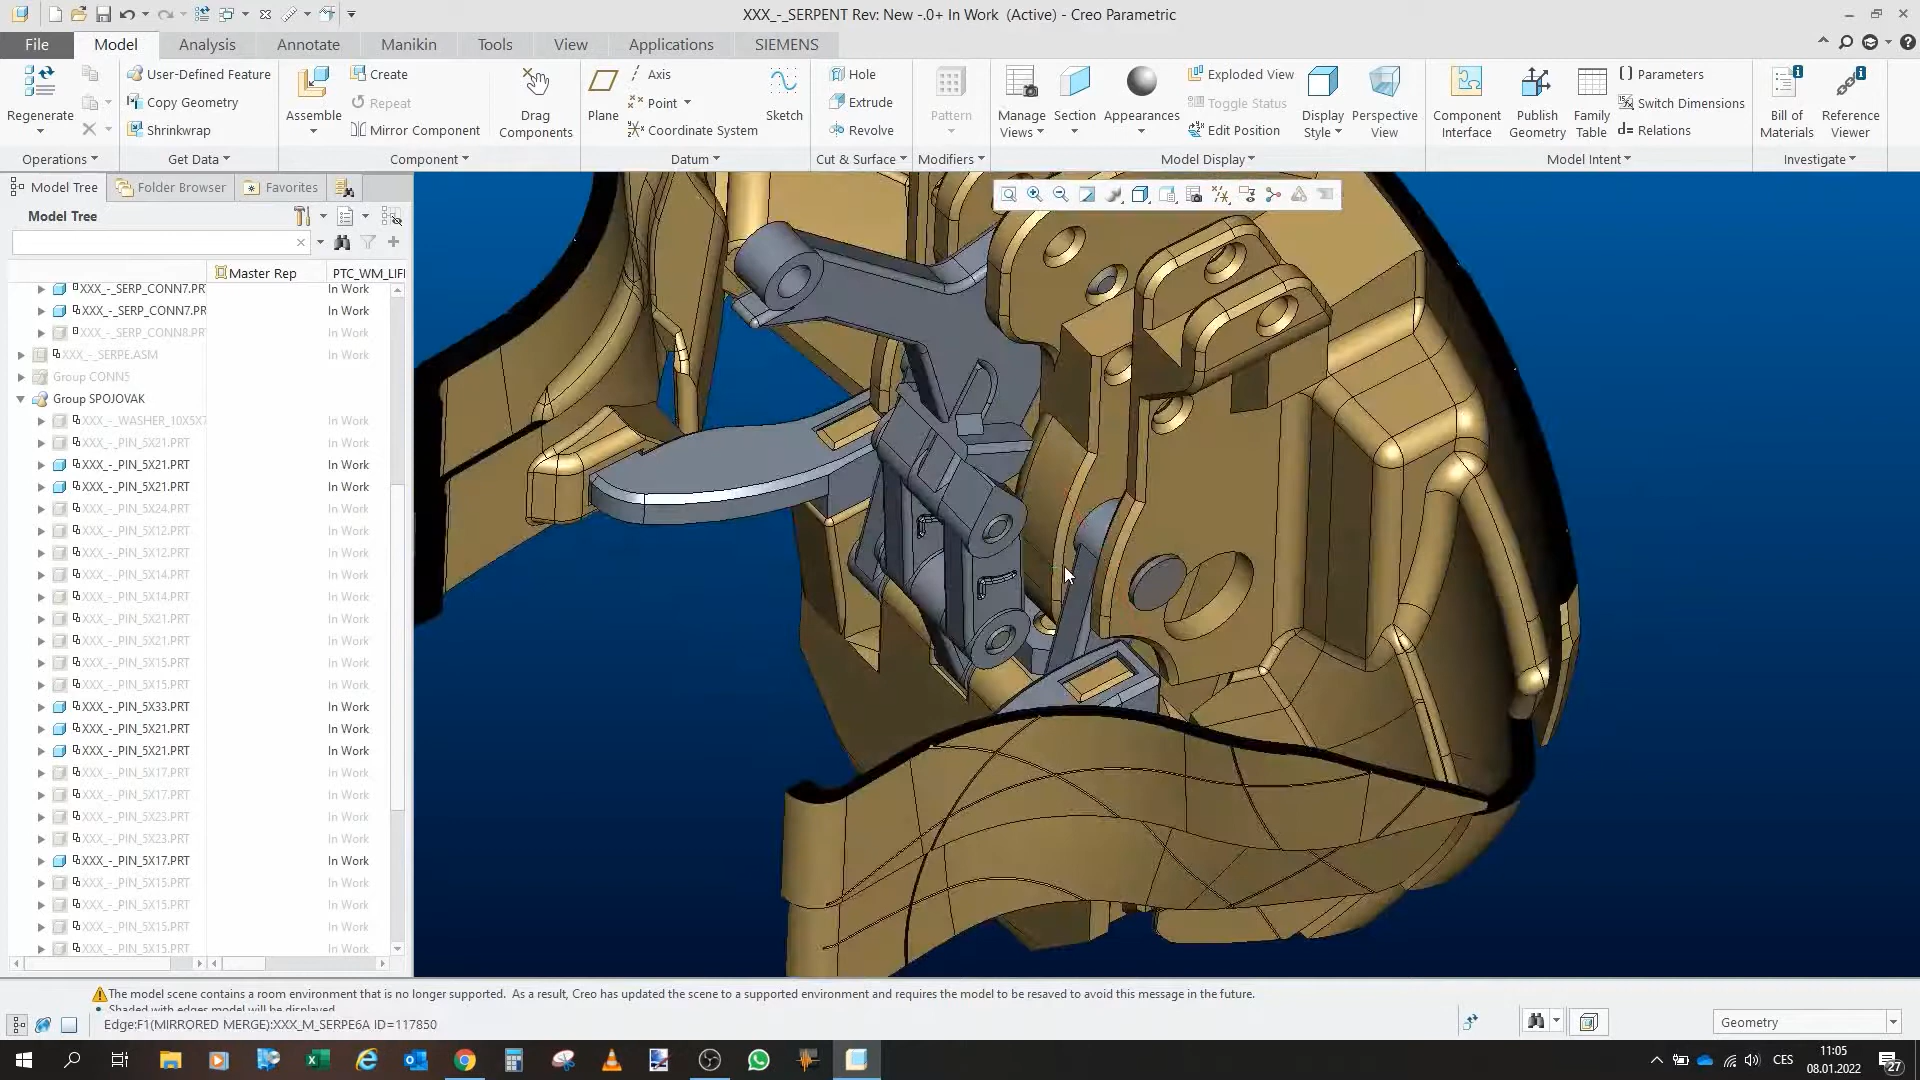 XXX_-_SERPENT Rev: New -.0+ In Work (Active) - Creo Parametric
File Model Analysis Annotate Manikin Tools View Applications SIEMENS
Regenerate
Operations
User-Defined Feature
Copy Geometry
Shrinkwrap
Get Data
Assemble
Create
Repeat
Mirror Component
Drag Components
Component
Plane
Axis
Point
Coordinate System
Sketch
Datum
Hole
Extrude
Revolve
Cut & Surface
Pattern
Modifiers
Manage Views
Section
Appearances
Exploded View
Toggle Status
Edit Position
Display Style
Perspective View
Model Display
Component Interface
Publish Geometry
Family Table
Parameters
Switch Dimensions
Relations
Model Intent
Bill of Materials
Reference Viewer
Investigate
Model Tree Folder Browser Favorites
Model Tree
Master Rep PTC_WM_LIF
XXX_-_SERP_CONN7.PR In Work
XXX_-_SERP_CONN7.PR In Work
XXX_-_SERP_CONN8.PR In Work
XXX_-_SERPE.ASM In Work
Group CONN5
Group SPOJOVAK
XXX_-_WASHER_10X5X7 In Work
XXX_-_PIN_5X21.PRT In Work
XXX_-_PIN_5X21.PRT In Work
XXX_-_PIN_5X21.PRT In Work
XXX_-_PIN_5X24.PRT In Work
XXX_-_PIN_5X12.PRT In Work
XXX_-_PIN_5X12.PRT In Work
XXX_-_PIN_5X14.PRT In Work
XXX_-_PIN_5X14.PRT In Work
XXX_-_PIN_5X21.PRT In Work
XXX_-_PIN_5X21.PRT In Work
XXX_-_PIN_5X15.PRT In Work
XXX_-_PIN_5X15.PRT In Work
XXX_-_PIN_5X33.PRT In Work
XXX_-_PIN_5X21.PRT In Work
XXX_-_PIN_5X21.PRT In Work
XXX_-_PIN_5X17.PRT In Work
XXX_-_PIN_5X17.PRT In Work
XXX_-_PIN_5X23.PRT In Work
XXX_-_PIN_5X23.PRT In Work
XXX_-_PIN_5X17.PRT In Work
XXX_-_PIN_5X15.PRT In Work
XXX_-_PIN_5X15.PRT In Work
XXX_-_PIN_5X15.PRT In Work
XXX_-_PIN_5X15.PRT In Work
The model scene contains a room environment that is no longer supported. As a result, Creo has updated the scene to a supported environment and requires the model to be resaved to avoid this message in the future.
Shaded with edges model will be displayed
Edge:F1(MIRRORED MERGE):XXX_M_SERPE6A ID=117850
Geometry
CES
11:05
08.01.2022
27